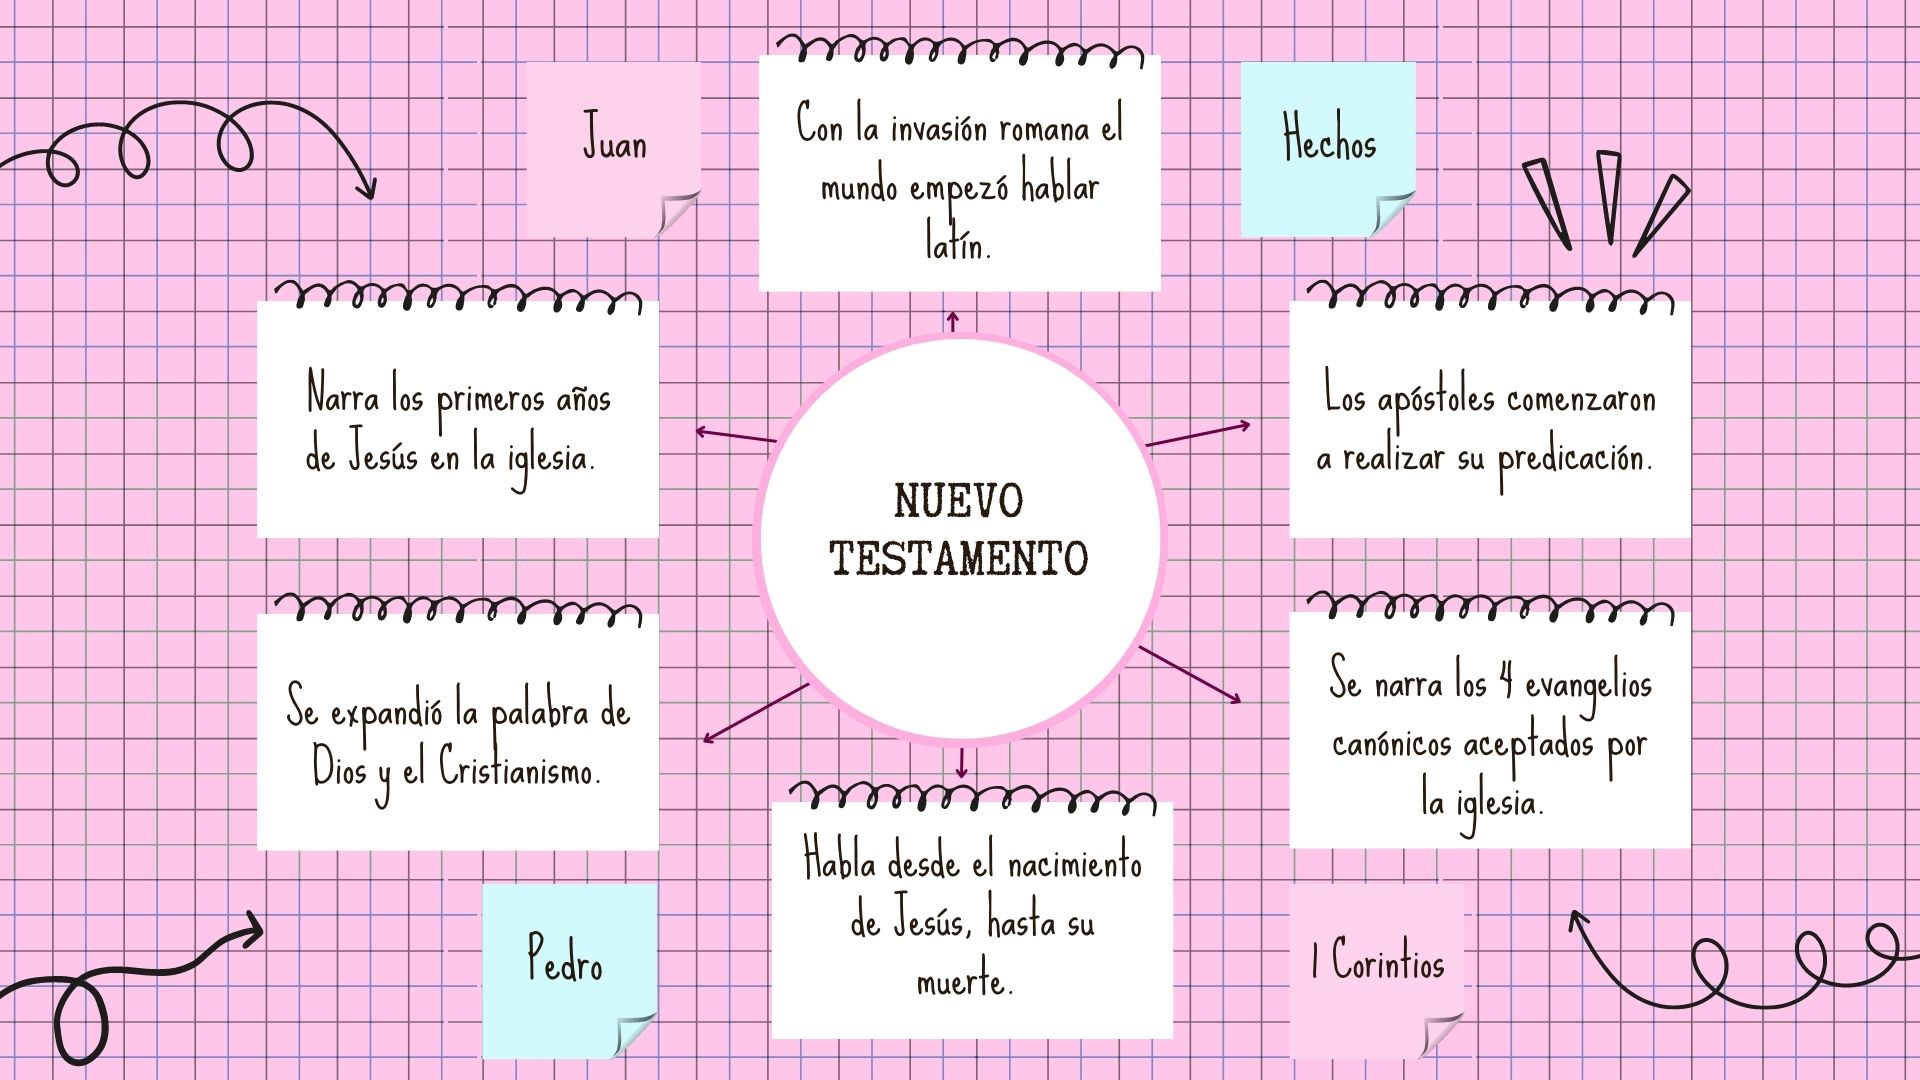 Juan
Con la invasión romana el
mundo empezó hablar
latín.
Hechos
Narra los primeros años
de Jesús en la iglesia.
Los apóstoles comenzaron
a realizar su predicación.
NUEVO
TESTAMENTO
Se expandió la palabra de
Dios y el Cristianismo.
Se narra los 4 evangelios
canónicos aceptados por
la iglesia.
Habla desde el nacimiento
de Jesús, hasta su
muerte.
Pedro
1 Corintios